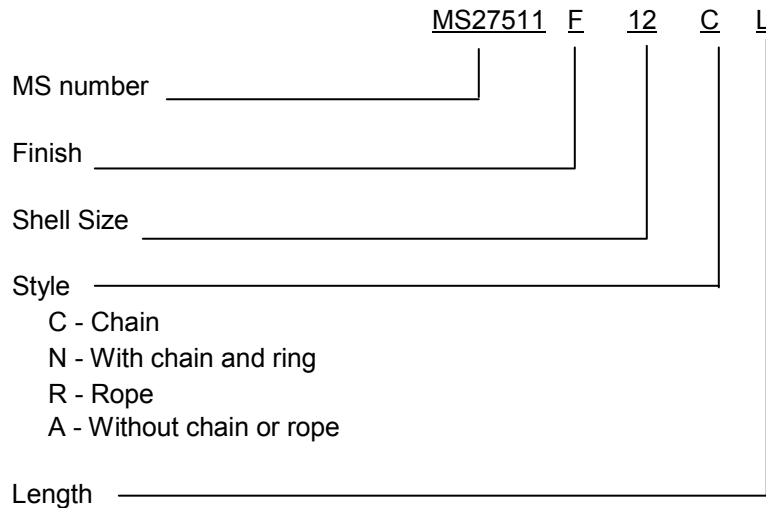 MS27511 F 12 C L
MS number
Finish
Shell Size
Style
C - Chain
N - With chain and ring
R - Rope
A - Without chain or rope
Length